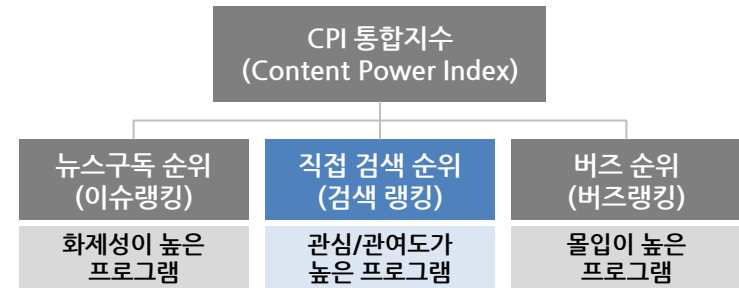 CPI 통합지수
(Content Power Index)
뉴스구독 순위
(이슈랭킹)
직접 검색 순위
(검색 랭킹)
버즈 순위
(버즈랭킹)
화제성이 높은
프로그램
관심/관여도가
높은 프로그램
몰입이 높은
프로그램